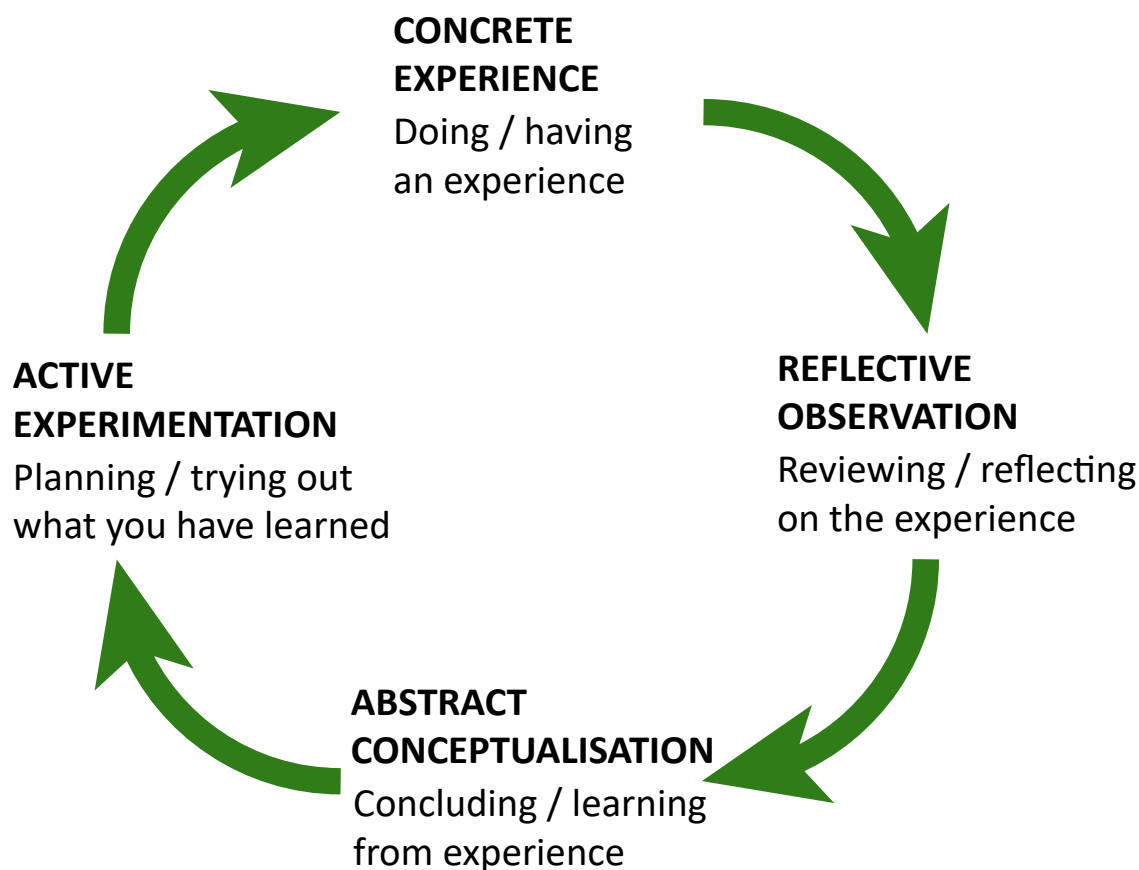 CONCRETE
EXPERIENCE
Doing / having
an experience
REFLECTIVE
OBSERVATION
Reviewing / reflecting
on the experience
ABSTRACT
CONCEPTUALISATION
Concluding / learning
from experience
ACTIVE
EXPERIMENTATION
Planning / trying out
what you have learned